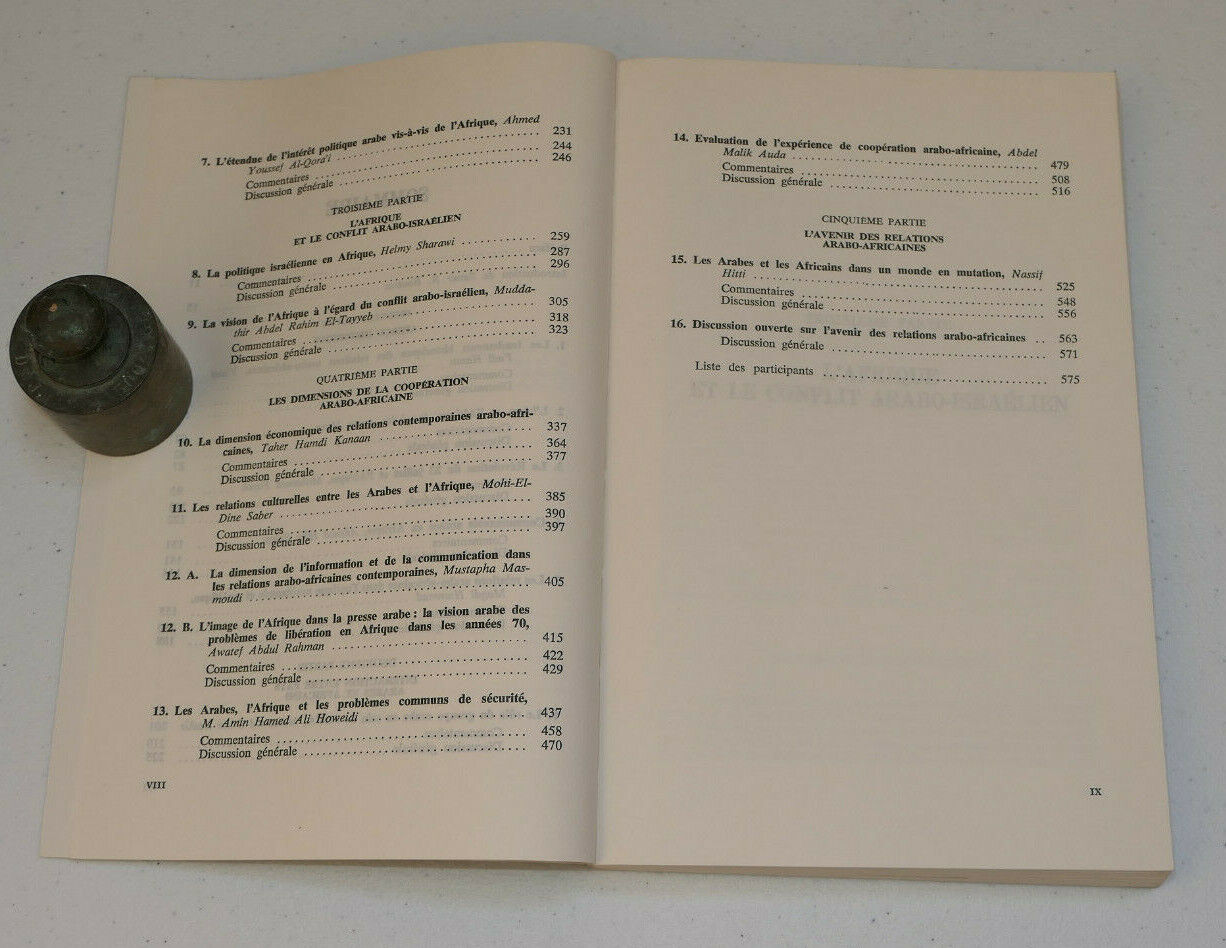 7. L'étendue de l'intérêt politique arabe vis-à-vis de l'Afrique, Ahmed
Youssef Al-Qora'i ........ 231
Commentaires ........ 244
Discussion générale ........ 246
TROISIÈME PARTIE
L'AFRIQUE
ET LE CONFLIT ARABO-ISRAÉLIEN
8. La politique israélienne en Afrique, Helmy Sharawi ........ 259
Commentaires ........ 287
Discussion générale ........ 296
9. La vision de l'Afrique à l'égard du conflit arabo-israélien, Mudda-
thir Abdel Rahim El-Tayyeb ........ 305
Commentaires ........ 318
Discussion générale ........ 323
QUATRIÈME PARTIE
LES DIMENSIONS DE LA COOPÉRATION
ARABO-AFRICAINE
10. La dimension économique des relations contemporaines arabo-afri-
caines, Taher Hamdi Kanaan ........ 337
Commentaires ........ 364
Discussion générale ........ 377
11. Les relations culturelles entre les Arabes et l'Afrique, Mohi-El-
Dine Saber ........ 385
Commentaires ........ 390
Discussion générale ........ 397
12. A. La dimension de l'information et de la communication dans
les relations arabo-africaines contemporaines, Mustapha Mas-
moudi ........ 405
12. B. L'image de l'Afrique dans la presse arabe : la vision arabe des
problèmes de libération en Afrique dans les années 70,
Awatef Abdul Rahman ........ 415
Commentaires ........ 422
Discussion générale ........ 429
13. Les Arabes, l'Afrique et les problèmes communs de sécurité,
M. Amin Hamed Ali Howeidi ........ 437
Commentaires ........ 458
Discussion générale ........ 470
VIII
14. Evaluation de l'expérience de coopération arabo-africaine, Abdel
Malik Auda ........ 479
Commentaires ........ 508
Discussion générale ........ 516
CINQUIÈME PARTIE
L'AVENIR DES RELATIONS
ARABO-AFRICAINES
15. Les Arabes et les Africains dans un monde en mutation, Nassif
Hitti ........ 525
Commentaires ........ 548
Discussion générale ........ 556
16. Discussion ouverte sur l'avenir des relations arabo-africaines .. 563
Discussion générale ........ 571
Liste des participants ........ 575
IX